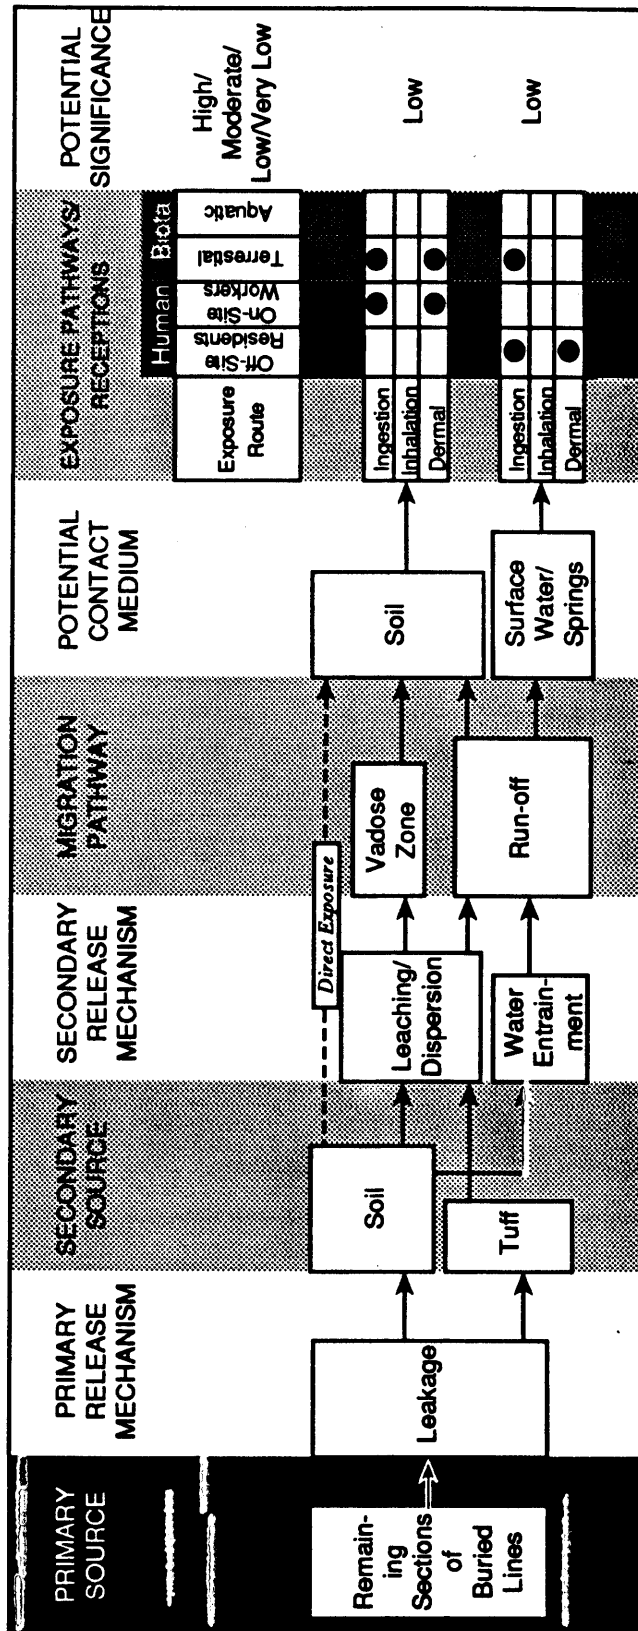 PRIMARY
SOURCE
PRIMARY
RELEASE
MECHANISM
SECONDARY
SOURCE
SECONDARY
RELEASE
MECHANISM
MIGRATION
PATHWAY
POTENTIAL
CONTACT
MEDIUM
EXPOSURE PATHWAYS/
RECEPTIONS
POTENTIAL
SIGNIFICANCE
Human
Biota
Exposure
Route
Off-Site
Residents
On-Site
Workers
Terrestial
Aquatic
High/
Moderate/
Low/Very Low
Remain-
ing
Sections
of
Buried
Lines
Leakage
Soil
Tuff
Direct Exposure
Leaching/
Dispersion
Water
Entrain-
ment
Vadose
Zone
Run-off
Soil
Surface
Water/
Springs
Ingestion
Inhalation
Dermal
Low
Ingestion
Inhalation
Dermal
Low